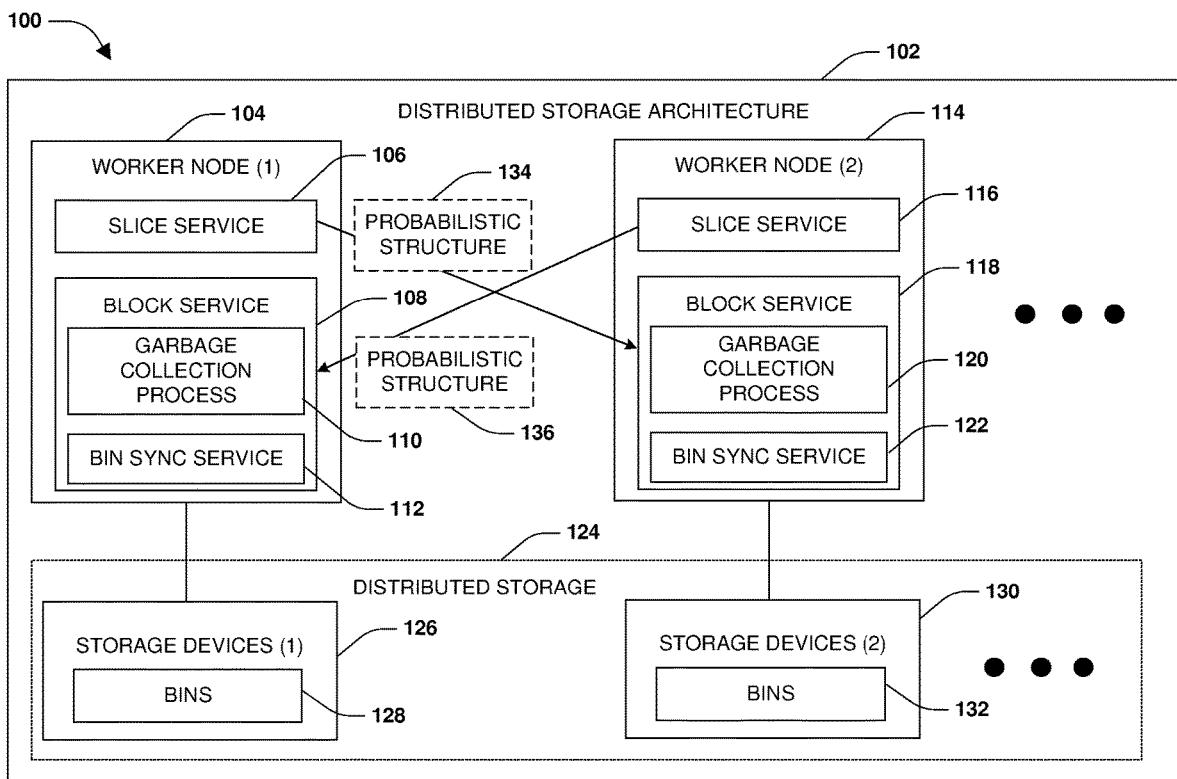 100
102
DISTRIBUTED STORAGE ARCHITECTURE
104
114
WORKER NODE (1)
106
134
WORKER NODE (2)
116
SLICE SERVICE
PROBABILISTIC
STRUCTURE
SLICE SERVICE
118
BLOCK SERVICE
108
BLOCK SERVICE
GARBAGE
COLLECTION
PROCESS
PROBABILISTIC
STRUCTURE
GARBAGE
COLLECTION
PROCESS
120
110
136
122
BIN SYNC SERVICE
BIN SYNC SERVICE
112
124
DISTRIBUTED STORAGE
130
STORAGE DEVICES (1)
126
STORAGE DEVICES (2)
BINS
128
BINS
132